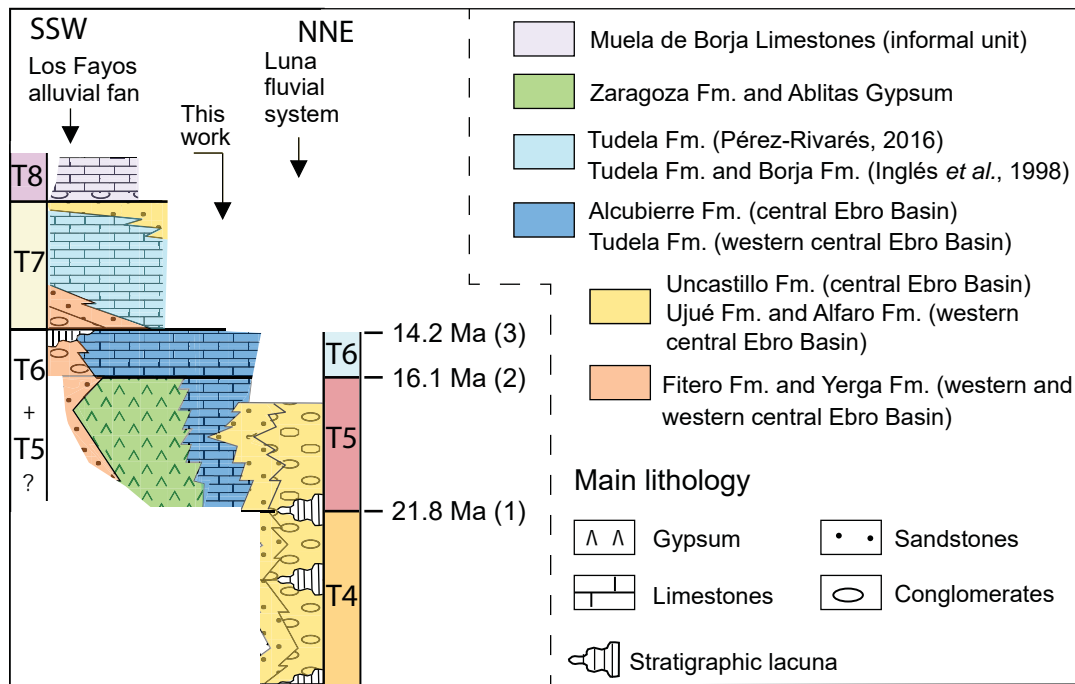 SSW
NNE
Los Fayos
alluvial fan
This
work
Luna
fluvial
system
T8
T7
T6
+
T5
?
14.2 Ma (3)
T6
16.1 Ma (2)
T5
21.8 Ma (1)
T4
Muela de Borja Limestones (informal unit)
Zaragoza Fm. and Ablitas Gypsum
Tudela Fm. (Pérez-Rivarés, 2016)
Tudela Fm. and Borja Fm. (Inglés et al., 1998)
Alcubierre Fm. (central Ebro Basin)
Tudela Fm. (western central Ebro Basin)
Uncastillo Fm. (central Ebro Basin)
Ujué Fm. and Alfaro Fm. (western
central Ebro Basin)
Fitero Fm. and Yerga Fm. (western and
western central Ebro Basin)
Main lithology
Gypsum
Sandstones
Limestones
Conglomerates
Stratigraphic lacuna